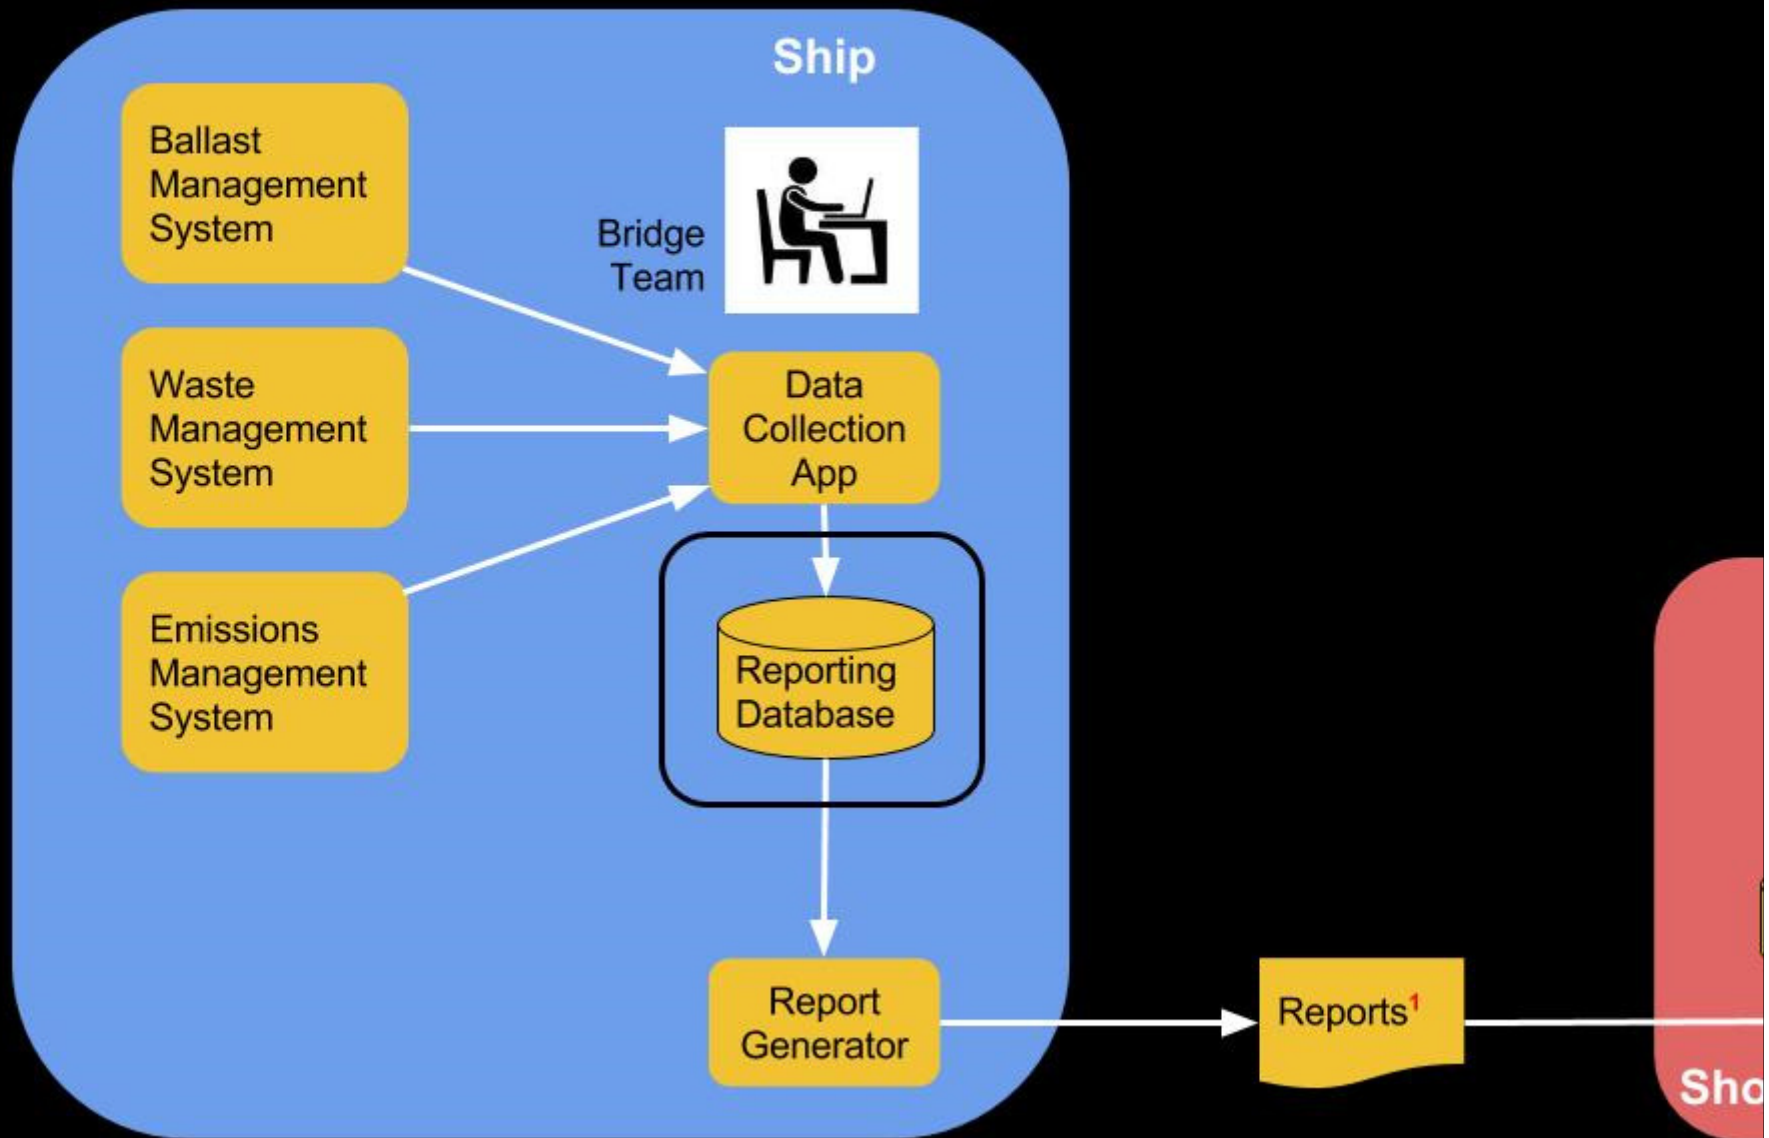 Ship
Ballast
Management
System
Bridge
Team
Waste
Management
System
Data
Collection
App
Emissions
Management
System
Reporting
Database
Report
Generator
Reports¹
Sho